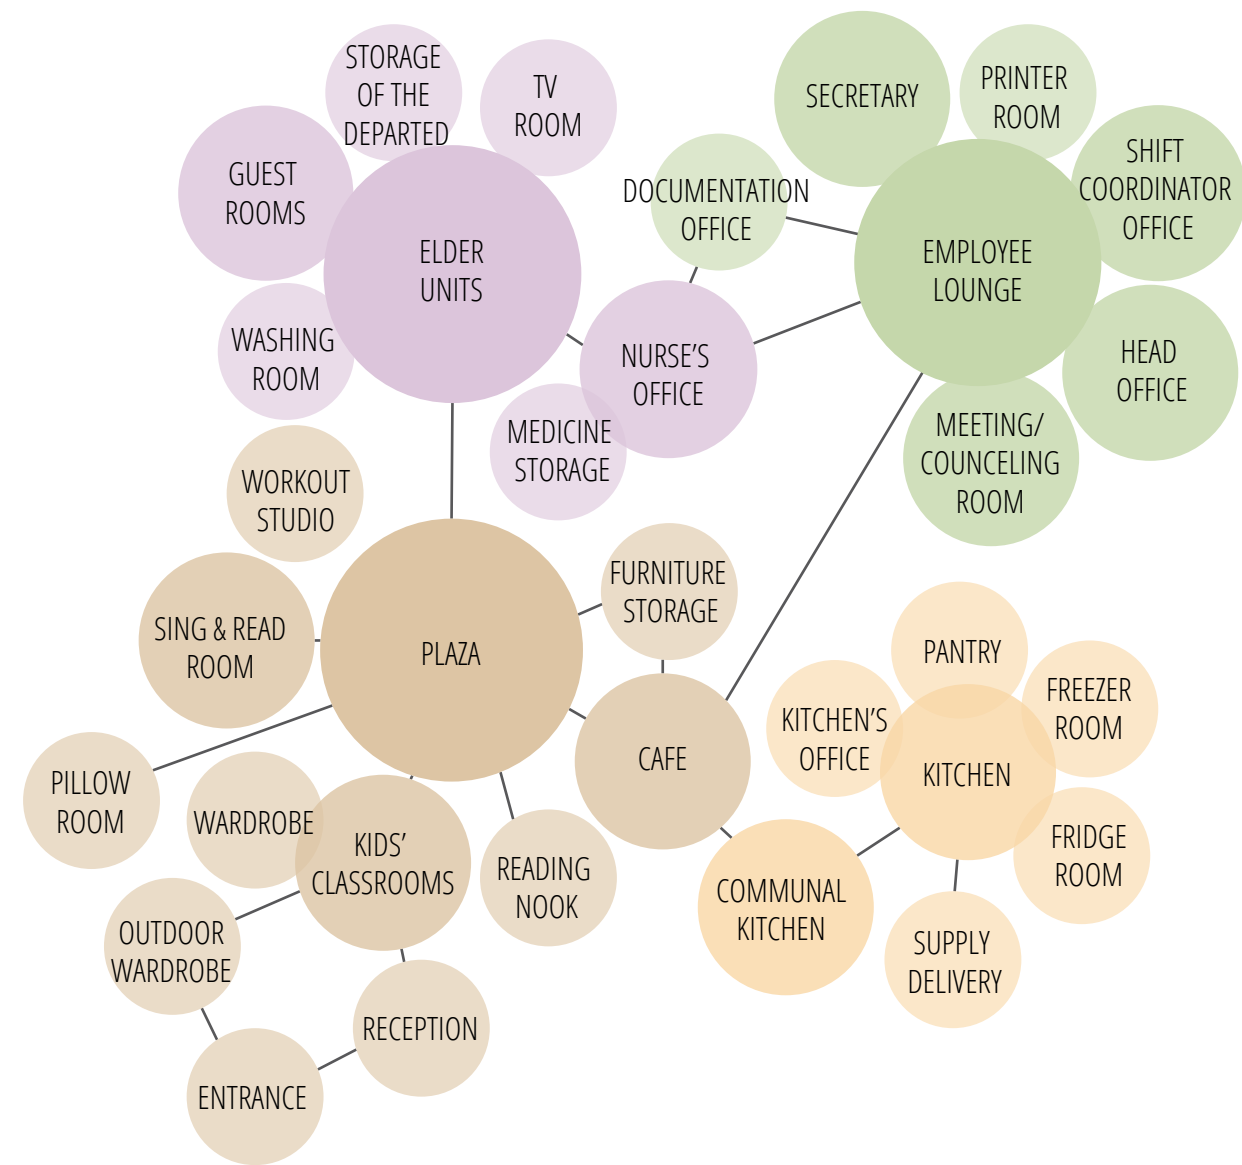 STORAGE
OF THE
DEPARTED
TV
ROOM
GUEST
ROOMS
ELDER
UNITS
WASHING
ROOM
NURSE'S
OFFICE
MEDICINE
STORAGE
SECRETARY
PRINTER
ROOM
DOCUMENTATION
OFFICE
SHIFT
COORDINATOR
OFFICE
EMPLOYEE
LOUNGE
HEAD
OFFICE
MEETING/
COUNCELING
ROOM
WORKOUT
STUDIO
SING & READ
ROOM
PLAZA
FURNITURE
STORAGE
CAFE
PILLOW
ROOM
WARDROBE
KIDS'
CLASSROOMS
READING
NOOK
OUTDOOR
WARDROBE
RECEPTION
ENTRANCE
PANTRY
FREEZER
ROOM
KITCHEN'S
OFFICE
KITCHEN
FRIDGE
ROOM
COMMUNAL
KITCHEN
SUPPLY
DELIVERY